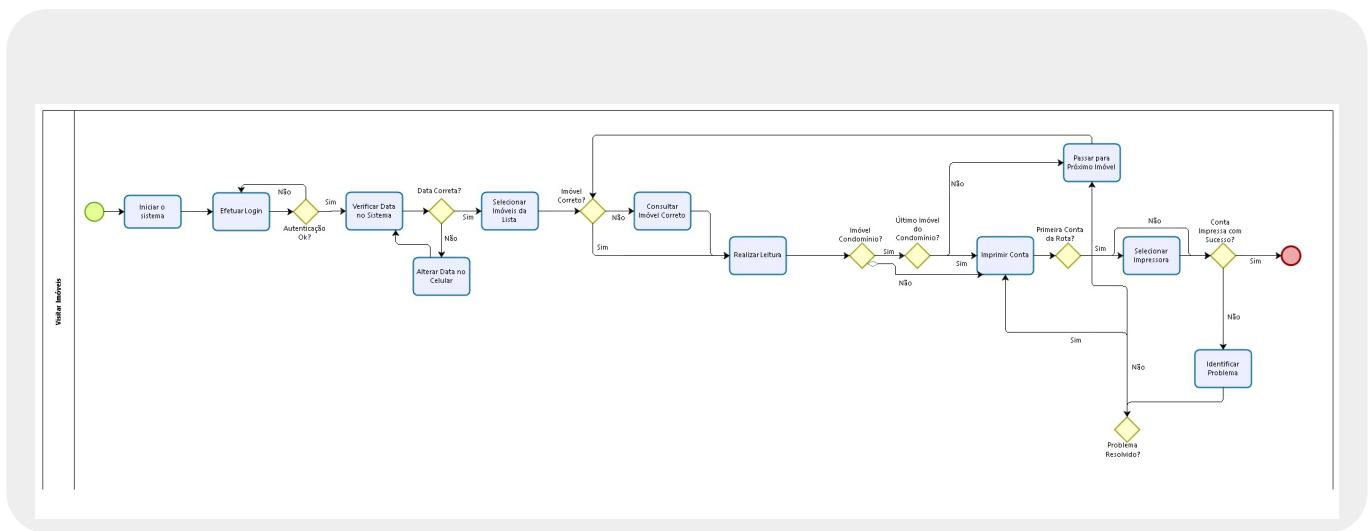 Visitar Imóveis
Iniciar o
sistema
Efetuar Login
Não
Autenticação
Ok?
Sim
Verificar Data
no Sistema
Data Correta?
Sim
Não
Alterar Data no
Celular
Selecionar
Imóveis da
Lista
Imóvel
Correto?
Não
Sim
Consultar
Imóvel Correto
Realizar Leitura
Imóvel
Condomínio?
Sim
Não
Último Imóvel
do
Condomínio?
Não
Sim
Imprimir Conta
Passar para
Próximo Imóvel
Primeira Conta
da Rota?
Sim
Não
Selecionar
Impressora
Conta
Impressa com
Sucesso?
Sim
Não
Identificar
Problema
Sim
Não
Problema
Resolvido?